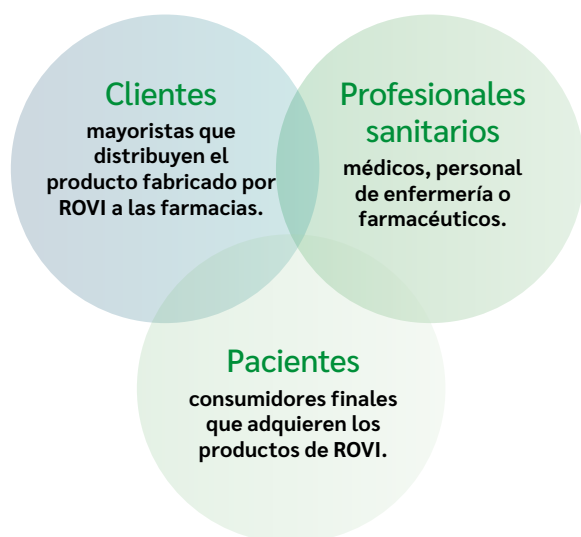 Clientes
mayoristas que
distribuyen el
producto fabricado por
ROVI a las farmacias.
Profesionales
sanitarios
médicos, personal
de enfermería o
farmacéuticos.
Pacientes
consumidores finales
que adquieren los
productos de ROVI.